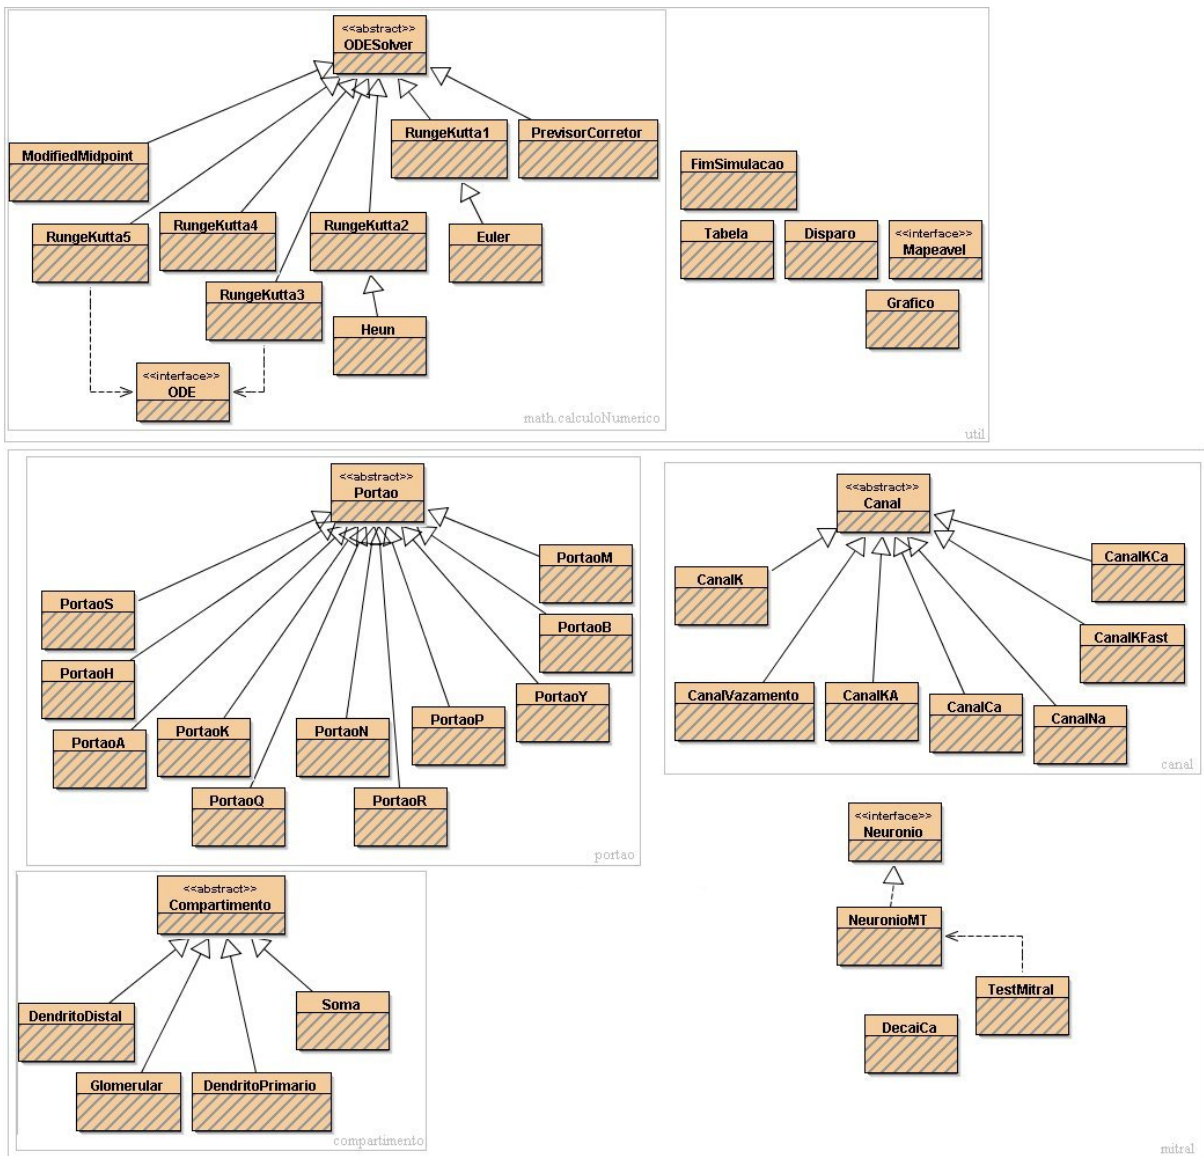 <<abstract>>
ODESolver
RungeKutta1
PrevisorCorretor
ModifiedMidpoint
FimSimulacao
RungeKutta5
RungeKutta4
RungeKutta2
Euler
Tabela
Disparo
<<interface>>
Mapeavel
RungeKutta3
Grafico
Heun
<<interface>>
ODE
math.calculoNumerico
util
<<abstract>>
Portao
<<abstract>>
Canal
PortaoM
CanalK
CanalKCa
PortaoS
PortaoB
CanalKFast
PortaoH
PortaoY
CanalVazamento
CanalKA
CanalCa
CanalNa
PortaoA
PortaoK
PortaoN
PortaoP
canal
PortaoQ
PortaoR
<<interface>>
Neuronio
portao
<<abstract>>
Compartimento
NeuronioMT
DendritoDistal
Soma
TestMitral
DecaiCa
Glomerular
DendritoPrimario
compartimento
mitral